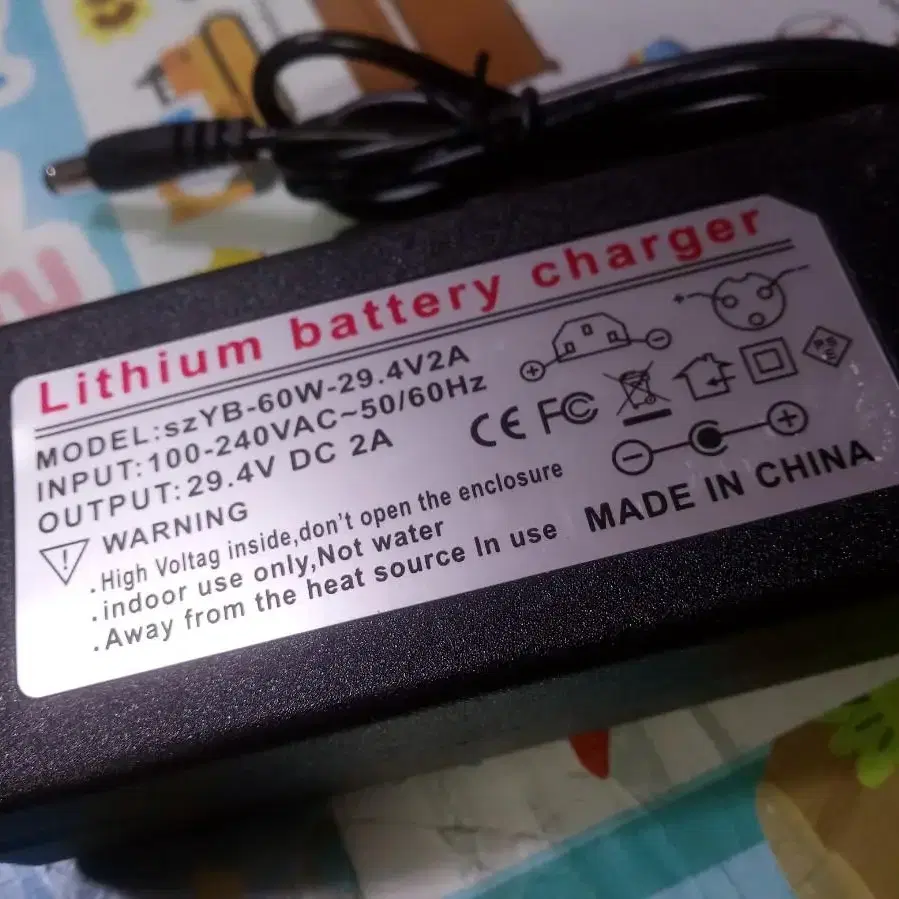 Lithium battery charger
MODEL:szYB-60W-29.4V2A
INPUT:100-240VAC~50/60Hz
OUTPUT:29.4V DC 2A
CE FC
PSE
WARNING
.High Voltag inside,don't open the enclosure
.indoor use only,Not water
.Away from the heat source In use
MADE IN CHINA